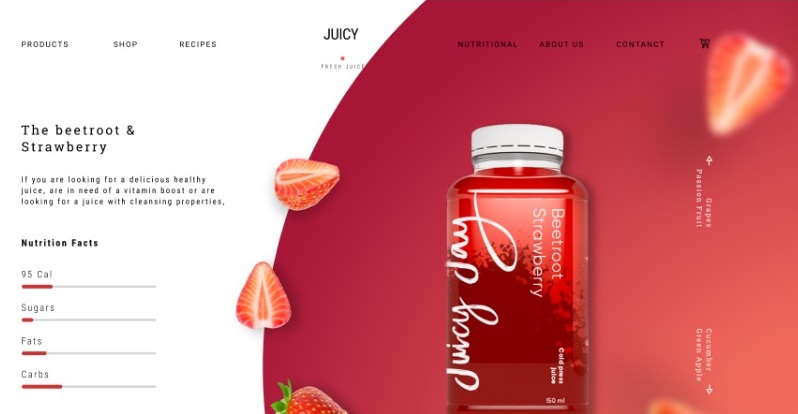 PRODUCTS
SHOP
RECIPES
JUICY
FRESH JUICE
NUTRITIONAL
ABOUT US
CONTANCT
The beetroot &
Strawberry
If you are looking for a delicious healthy
juice, are in need of a vitamin boost or are
looking for a juice with cleansing properties,
Nutrition Facts
95 Cal
Sugars
Fats
Carbs
Beetroot
Strawberry
Juicy Jam
Cold press
juice
150 ml
Grapes
Passion Fruit
Cucumber
Green Apple